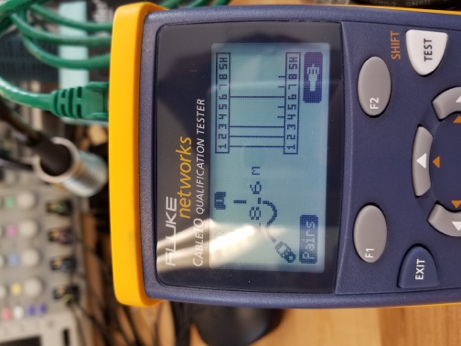 FLUKE
networks
CABLEIQ QUALIFICATION TESTER
12345678SH
8.6 m
12345678SH
Pairs
F1
F2
SHIFT
TEST
EXIT